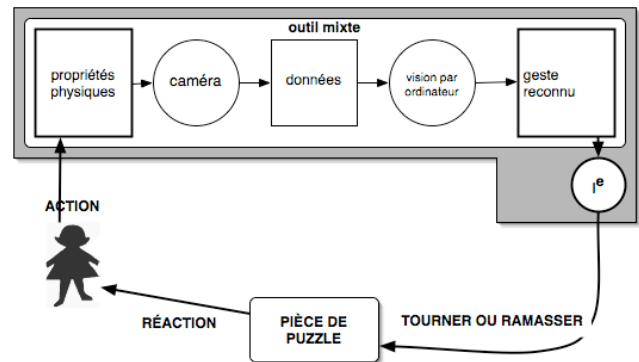 outil mixte
propriétés
physiques
caméra
données
vision par
ordinateur
geste
reconnu
I e
ACTION
RÉACTION
PIÈCE DE
PUZZLE
TOURNER OU RAMASSER